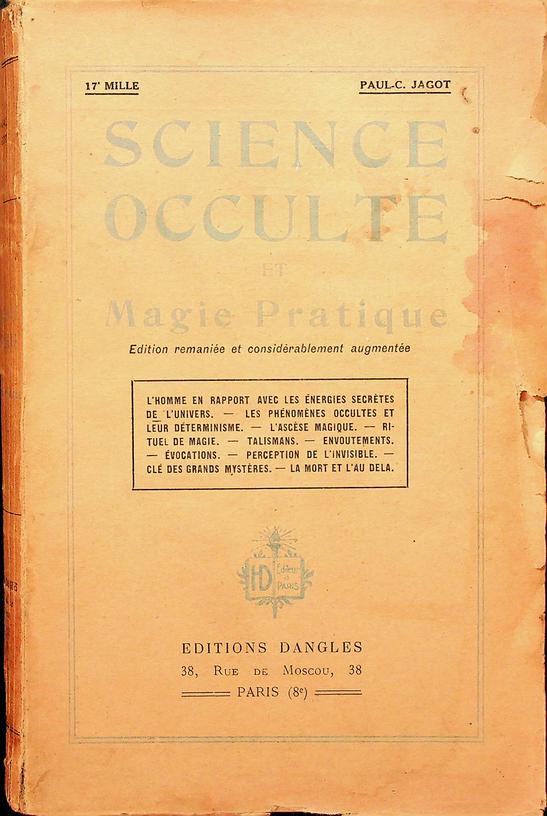 17ᵉ MILLE
PAUL-C. JAGOT
SCIENCE
OCCULTE
ET
Magie Pratique
Edition remaniée et considérablement augmentée
L'HOMME EN RAPPORT AVEC LES ÉNERGIES SECRÈTES
DE L'UNIVERS. — LES PHÉNOMÈNES OCCULTES ET
LEUR DÉTERMINISME. — L'ASCÈSE MAGIQUE. — RI-
TUEL DE MAGIE. — TALISMANS. — ENVOUTEMENTS.
— ÉVOCATIONS. — PERCEPTION DE L'INVISIBLE. —
CLÉ DES GRANDS MYSTÈRES. — LA MORT ET L'AU DELA.
HD
Editeur
à
PARIS
EDITIONS DANGLES
38, RUE DE MOSCOU, 38
PARIS (8ᵉ)